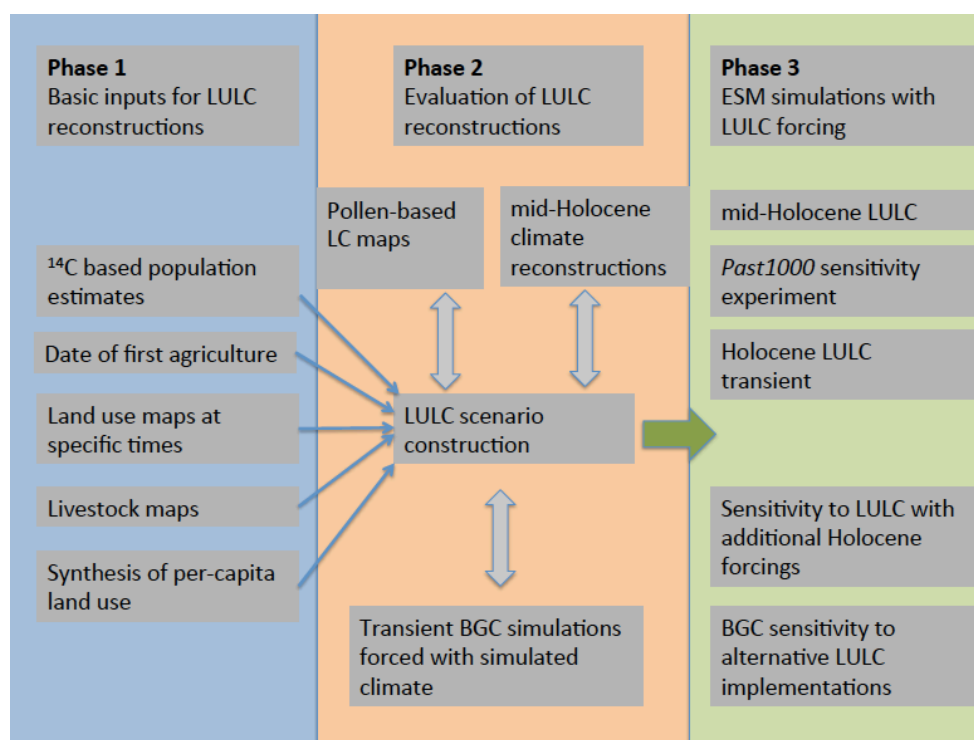 Phase 1
Basic inputs for LULC
reconstructions
¹⁴C based population
estimates
Date of first agriculture
Land use maps at
specific times
Livestock maps
Synthesis of per-capita
land use
Phase 2
Evaluation of LULC
reconstructions
Pollen-based
LC maps
mid-Holocene
climate
reconstructions
LULC scenario
construction
Transient BGC simulations
forced with simulated
climate
Phase 3
ESM simulations with
LULC forcing
mid-Holocene LULC
Past1000 sensitivity
experiment
Holocene LULC
transient
Sensitivity to LULC with
additional Holocene
forcings
BGC sensitivity to
alternative LULC
implementations